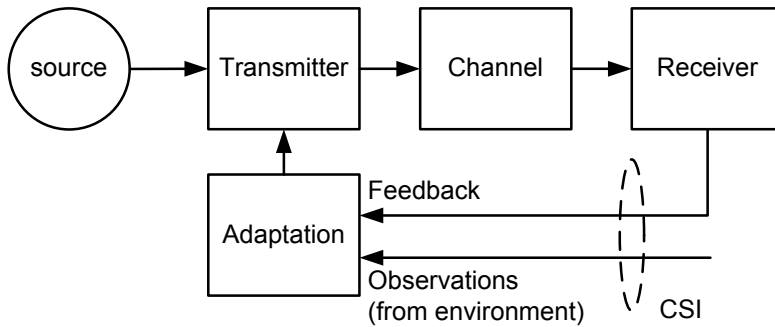 source
Transmitter
Channel
Receiver
Feedback
Adaptation
Observations
(from environment)
CSI